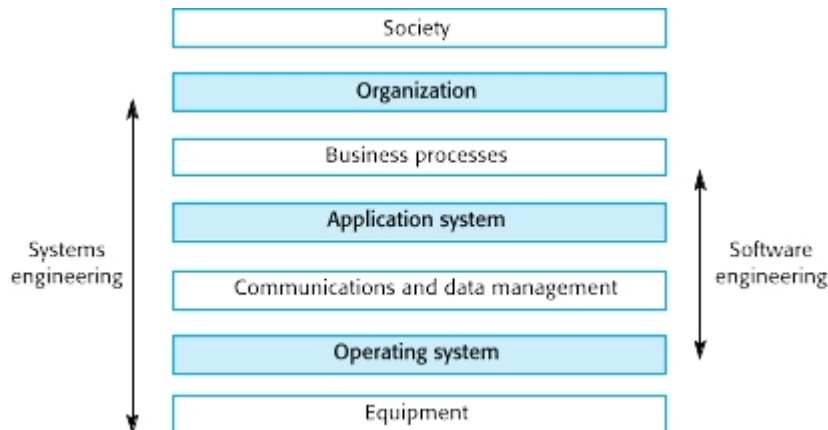 Society
Organization
Business processes
Application system
Systems
engineering
Software
engineering
Communications and data management
Operating system
Equipment